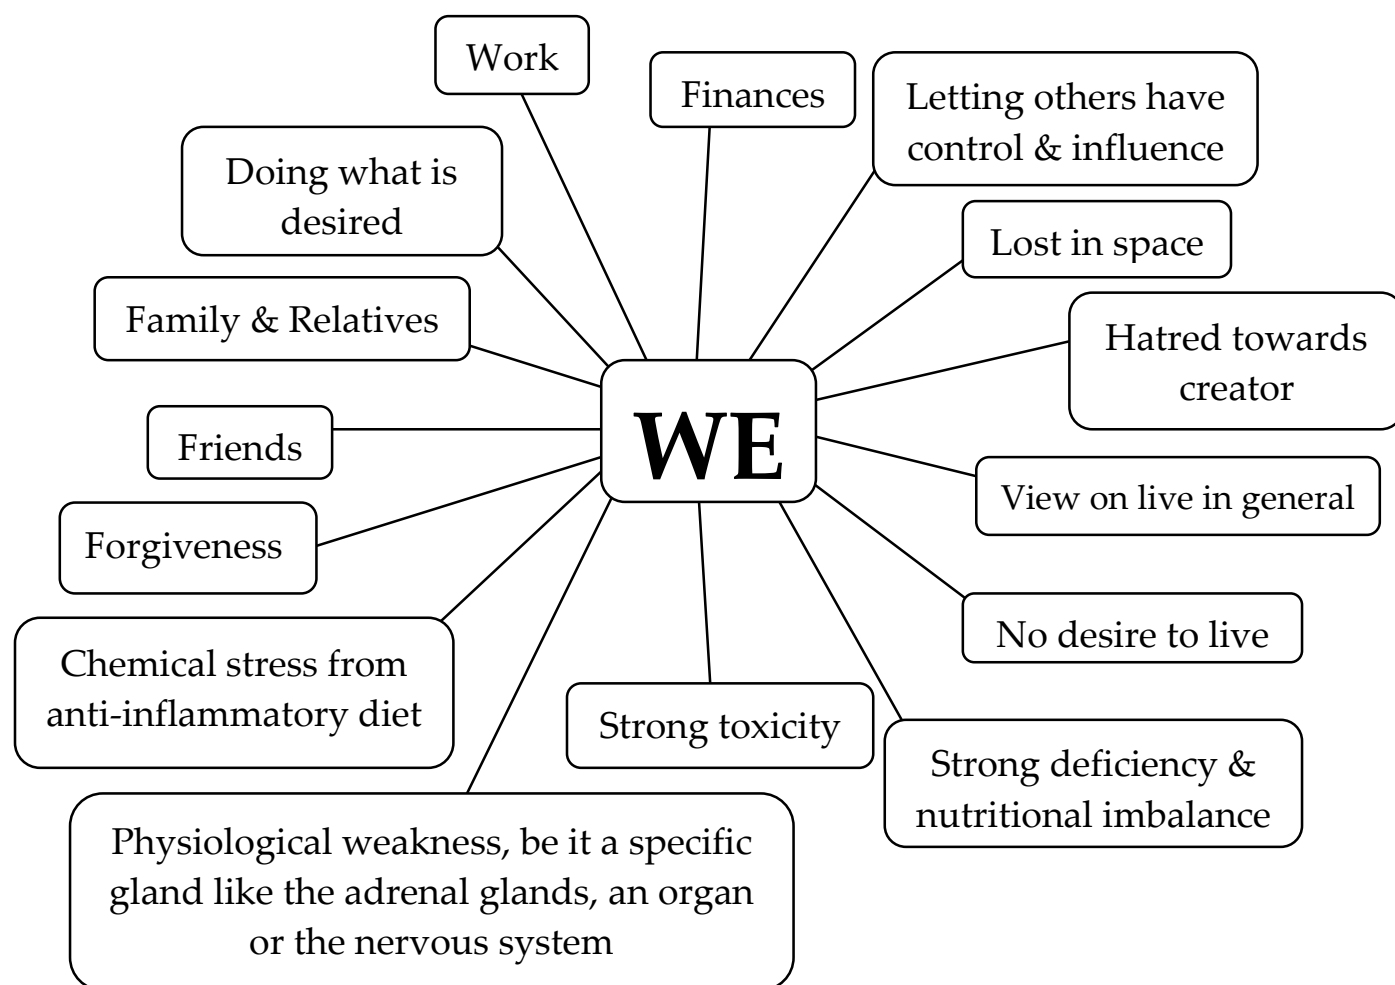 Work
Finances
Letting others have
control & influence
Doing what is
desired
Lost in space
Family & Relatives
Hatred towards
creator
WE
Friends
View on live in general
Forgiveness
No desire to live
Chemical stress from
anti-inflammatory diet
Strong toxicity
Strong deficiency &
nutritional imbalance
Physiological weakness, be it a specific
gland like the adrenal glands, an organ
or the nervous system